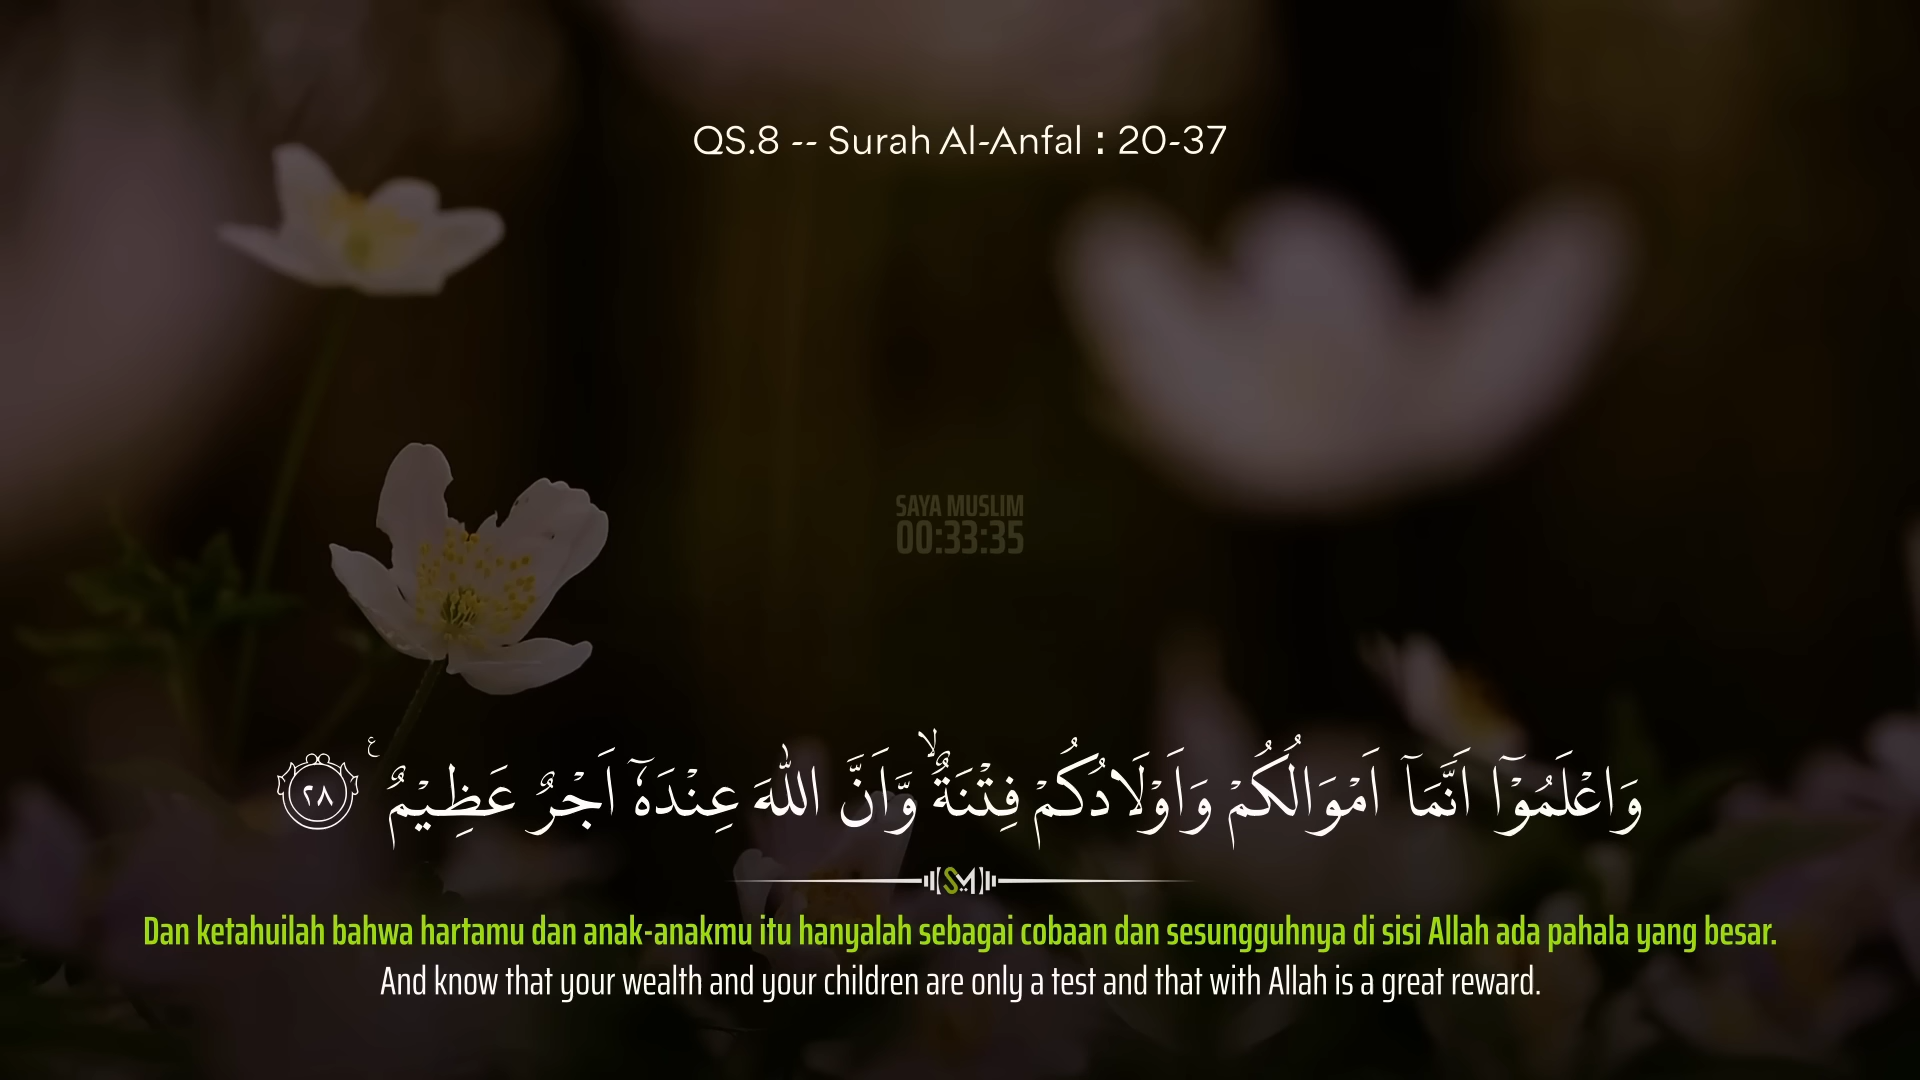 QS.8 -- Surah Al-Anfal : 20-37
SAYA MUSLIM
00:33:35
وَاعْلَمُوْٓا اَنَّمَآ اَمْوَالُكُمْ وَاَوْلَادُكُمْ فِتْنَةٌ ۙوَّاَنَّ اللّٰهَ عِنْدَهٗٓ اَجْرٌ عَظِيْمٌ ࣖ ٢٨
SM
Dan ketahuilah bahwa hartamu dan anak-anakmu itu hanyalah sebagai cobaan dan sesungguhnya di sisi Allah ada pahala yang besar.
And know that your wealth and your children are only a test and that with Allah is a great reward.